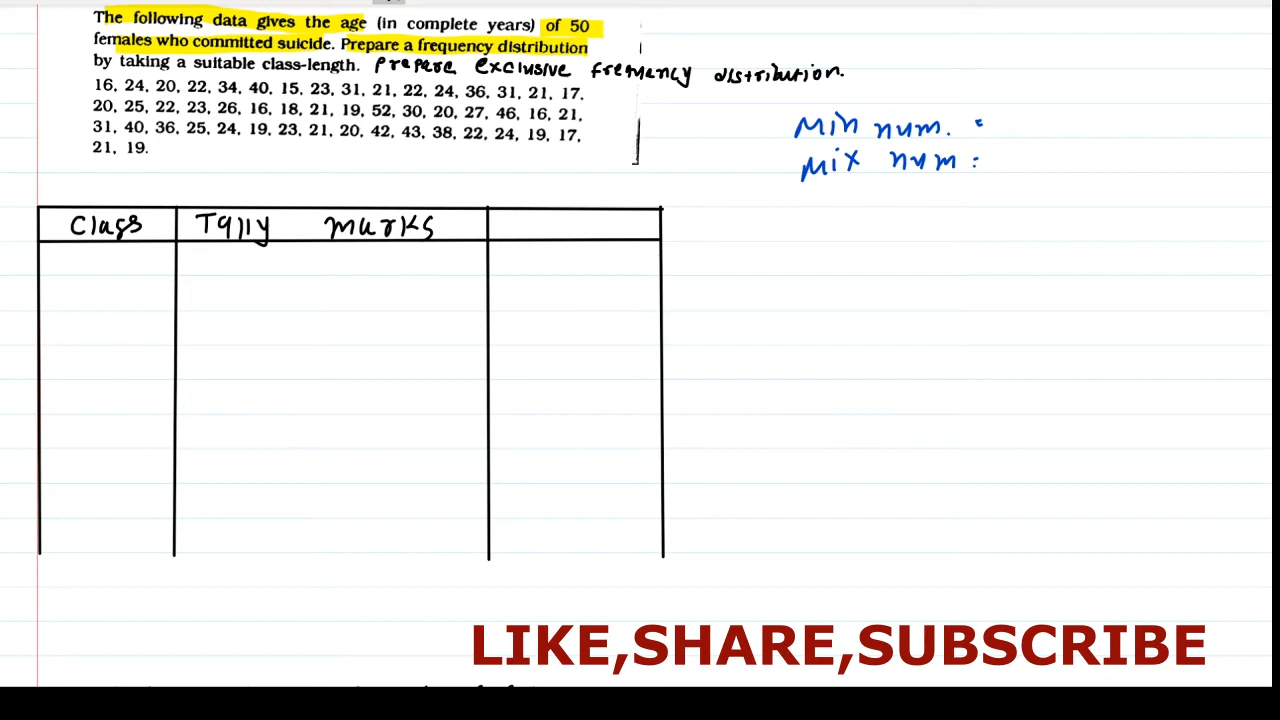 The following data gives the age (in complete years) of 50
females who committed suicide. Prepare a frequency distribution
by taking a suitable class-length. Prepare Exclusive frequency distribution.
16, 24, 20, 22, 34, 40, 15, 23, 31, 21, 22, 24, 36, 31, 21, 17,
20, 25, 22, 23, 26, 16, 18, 21, 19, 52, 30, 20, 27, 46, 16, 21,
31, 40, 36, 25, 24, 19, 23, 21, 20, 42, 43, 38, 22, 24, 19, 17,
21, 19.
Min num. =
Mix num :
Class Tally marks
LIKE,SHARE,SUBSCRIBE